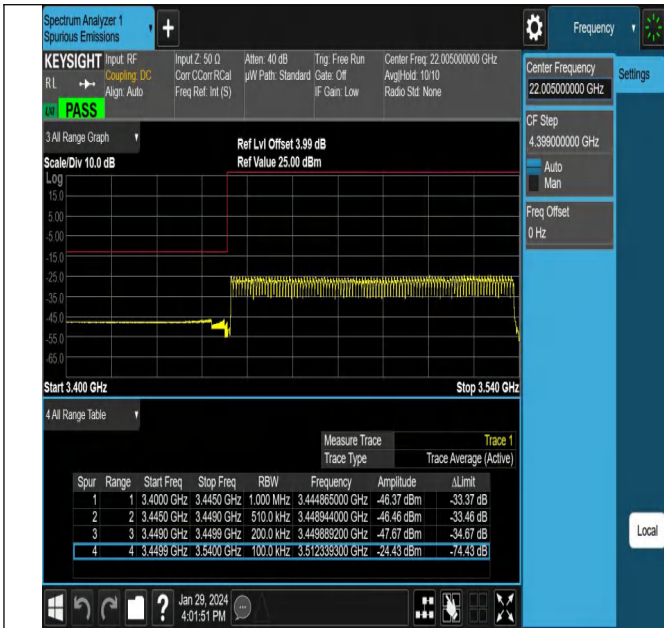 Spectrum Analyzer 1
Spurious Emissions
Frequency
KEYSIGHT Input: RF Input Z: 50 Ω Atten: 40 dB Trig: Free Run Center Freq: 22.005000000 GHz
RL Coupling: DC Corr CCorr RCal µW Path: Standard Gate: Off Avg|Hold: 10/10
Align: Auto Freq Ref: Int (S) IF Gain: Low Radio Std: None
PASS
Center Frequency
22.005000000 GHz
Settings
CF Step
4.399000000 GHz
Auto
Man
Freq Offset
0 Hz
3 All Range Graph
Ref Lvl Offset 3.99 dB
Scale/Div 10.0 dB Ref Value 25.00 dBm
Log
15.0
5.00
-5.00
-15.0
-25.0
-35.0
-45.0
-55.0
-65.0
Start 3.400 GHz Stop 3.540 GHz
4 All Range Table
Measure Trace Trace 1
Trace Type Trace Average (Active)
Spur Range Start Freq Stop Freq RBW Frequency Amplitude ΔLimit
1 1 3.4000 GHz 3.4450 GHz 1.000 MHz 3.444865000 GHz -46.37 dBm -33.37 dB
2 2 3.4450 GHz 3.4490 GHz 510.0 kHz 3.448944000 GHz -46.46 dBm -33.46 dB
3 3 3.4490 GHz 3.4499 GHz 200.0 kHz 3.449889200 GHz -47.67 dBm -34.67 dB
4 4 3.4499 GHz 3.5400 GHz 100.0 kHz 3.512339300 GHz -24.43 dBm -74.43 dB
Local
Jan 29, 2024
4:01:51 PM